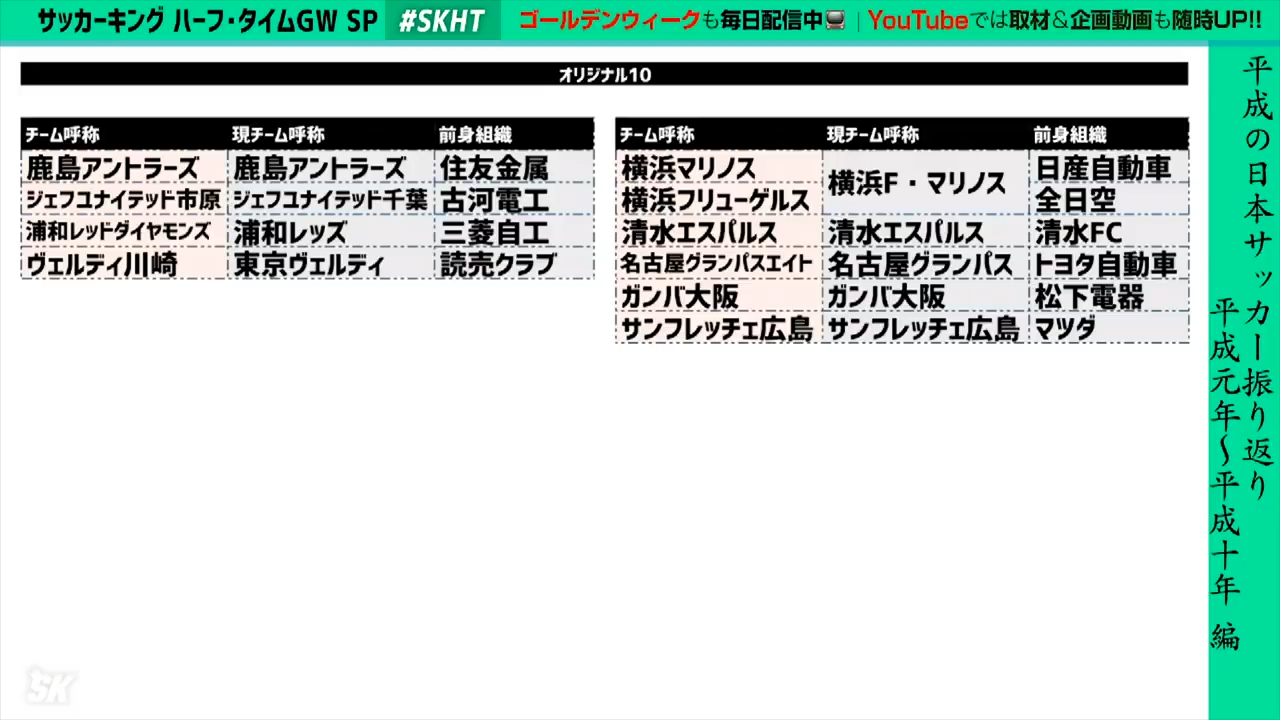 サッカーキング ハーフ・タイムGW SP #SKHT ゴールデンウィークも毎日配信中 | YouTubeでは取材&企画動画も随時UP!!
オリジナル10
チーム呼称 現チーム呼称 前身組織
鹿島アントラーズ 鹿島アントラーズ 住友金属
ジェフユナイテッド市原 ジェフユナイテッド千葉 古河電工
浦和レッドダイヤモンズ 浦和レッズ 三菱自工
ヴェルディ川崎 東京ヴェルディ 読売クラブ
チーム呼称 現チーム呼称 前身組織
横浜マリノス 横浜F・マリノス 日産自動車
横浜フリューゲルス 全日空
清水エスパルス 清水エスパルス 清水FC
名古屋グランパスエイト 名古屋グランパス トヨタ自動車
ガンバ大阪 ガンバ大阪 松下電器
サンフレッチェ広島 サンフレッチェ広島 マツダ
平成の日本サッカー振り返り
平成元年〜平成十年 編
SK